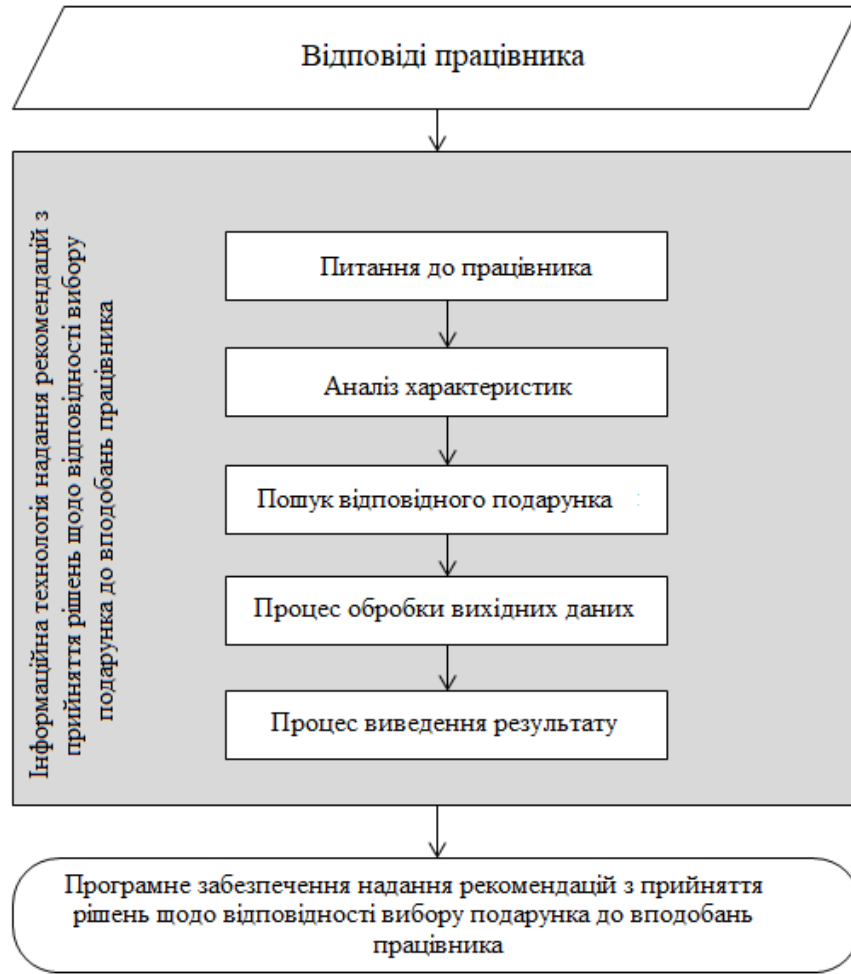 Відповіді працівника
Інформаційна технологія надання рекомендацій з
прийняття рішень щодо відповідності вибору
подарунка до вподобань працівника
Питання до працівника
Аналіз характеристик
Пошук відповідного подарунка
Процес обробки вихідних даних
Процес виведення результату
Програмне забезпечення надання рекомендацій з прийняття
рішень щодо відповідності вибору подарунка до вподобань
працівника